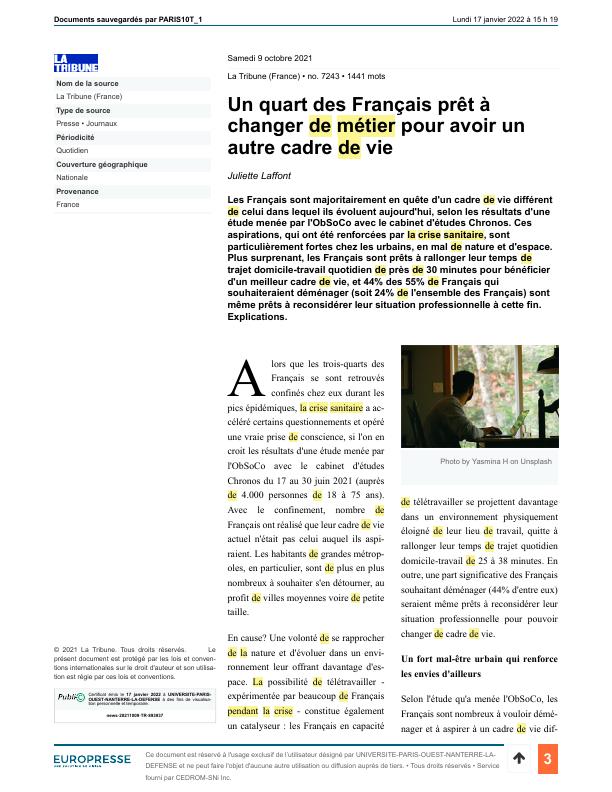 Documents sauvegardés par PARIS10T_1
Lundi 17 janvier 2022 à 15 h 19
LA
TRIBUNE
Nom de la source
La Tribune (France)
Type de source
Presse • Journaux
Périodicité
Quotidien
Couverture géographique
Nationale
Provenance
France
Samedi 9 octobre 2021
La Tribune (France) • no. 7243 • 1441 mots
Un quart des Français prêt à
changer de métier pour avoir un
autre cadre de vie
Juliette Laffont
Les Français sont majoritairement en quête d'un cadre de vie différent
de celui dans lequel ils évoluent aujourd'hui, selon les résultats d'une
étude menée par l'ObSoCo avec le cabinet d'études Chronos. Ces
aspirations, qui ont été renforcées par la crise sanitaire, sont
particulièrement fortes chez les urbains, en mal de nature et d'espace.
Plus surprenant, les Français sont prêts à rallonger leur temps de
trajet domicile-travail quotidien de près de 30 minutes pour bénéficier
d'un meilleur cadre de vie, et 44% des 55% de Français qui
souhaiteraient déménager (soit 24% de l'ensemble des Français) sont
même prêts à reconsidérer leur situation professionnelle à cette fin.
Explications.
Alors que les trois-quarts des
Français se sont retrouvés
confinés chez eux durant les
pics épidémiques, la crise sanitaire a ac-
céléré certains questionnements et opéré
une vraie prise de conscience, si l'on en
croit les résultats d'une étude menée par
l'ObSoCo avec le cabinet d'études
Chronos du 17 au 30 juin 2021 (auprès
de 4.000 personnes de 18 à 75 ans).
Avec le confinement, nombre de
Français ont réalisé que leur cadre de vie
actuel n'était pas celui auquel ils aspi-
raient. Les habitants de grandes métrop-
oles, en particulier, sont de plus en plus
nombreux à souhaiter s'en détourner, au
profit de villes moyennes voire de petite
taille.
En cause? Une volonté de se rapprocher
de la nature et d'évoluer dans un envi-
ronnement leur offrant davantage d'es-
pace. La possibilité de télétravailler -
expérimentée par beaucoup de Français
pendant la crise - constitue également
un catalyseur : les Français en capacité
Photo by Yasmina H on Unsplash
de télétravailler se projettent davantage
dans un environnement physiquement
éloigné de leur lieu de travail, quitte à
rallonger leur temps de trajet quotidien
domicile-travail de 25 à 38 minutes. En
outre, une part significative des Français
souhaitant déménager (44% d'entre eux)
seraient même prêts à reconsidérer leur
situation professionnelle pour pouvoir
changer de cadre de vie.
Un fort mal-être urbain qui renforce
les envies d'ailleurs
Selon l'étude qu'a menée l'ObSoCo, les
Français sont nombreux à vouloir démé-
nager et à aspirer à un cadre de vie dif-
© 2021 La Tribune. Tous droits réservés. Le
présent document est protégé par les lois et conven-
tions internationales sur le droit d'auteur et son utilisa-
tion est régie par ces lois et conventions.
Public
Certificat émis le 17 janvier 2022 à UNIVERSITE-PARIS-
OUEST-NANTERRE-LA-DEFENSE à des fins de visualisa-
tion personnelle et temporaire.
news·20211009·TR·893937
EUROPRESSE
Ce document est réservé à l'usage exclusif de l'utilisateur désigné par UNIVERSITE-PARIS-OUEST-NANTERRE-LA-
DEFENSE et ne peut faire l'objet d'aucune autre utilisation ou diffusion auprès de tiers. • Tous droits réservés • Service
fourni par CEDROM-SNi Inc.
3